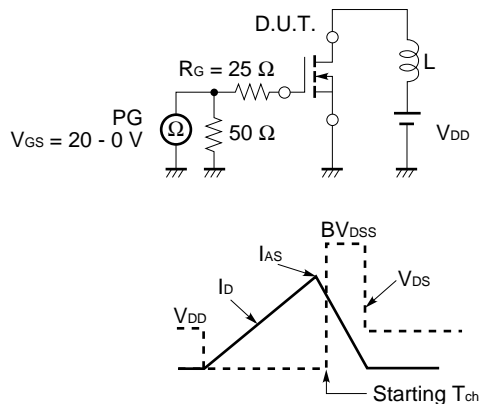 D.U.T.
RG = 25 Ω
L
PG
VGS = 20 - 0 V
Ω
50 Ω
VDD
BVDSS
IAS
ID
VDS
VDD
Starting Tch